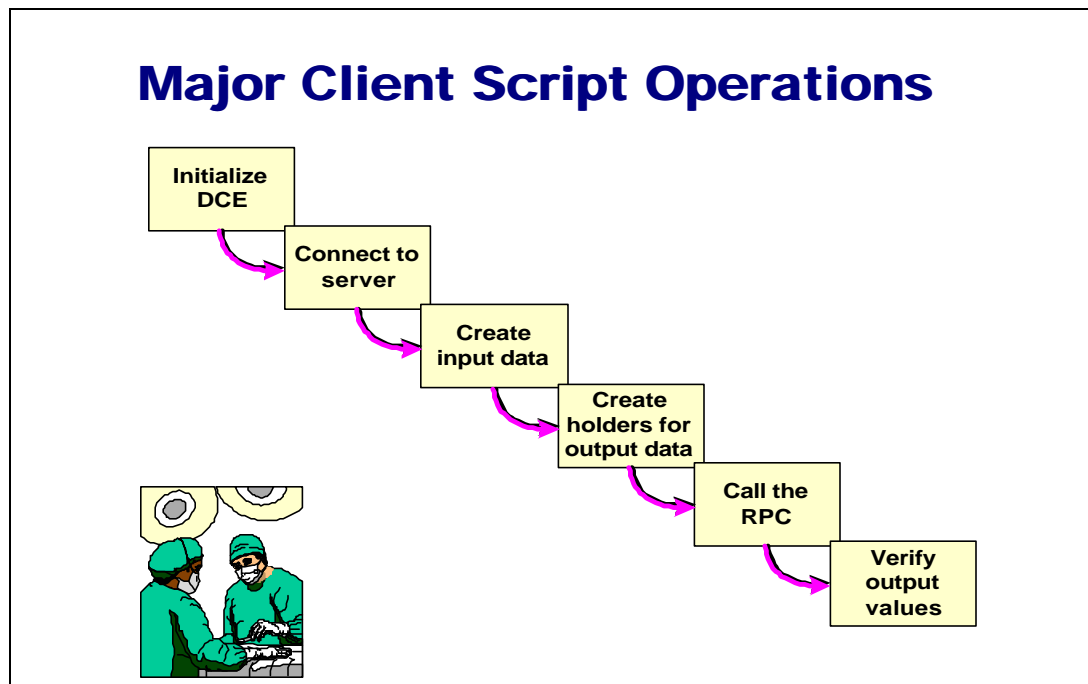 Major Client Script Operations
Initialize
DCE
Connect to
server
Create
input data
Create
holders for
output data
Call the
RPC
Verify
output
values